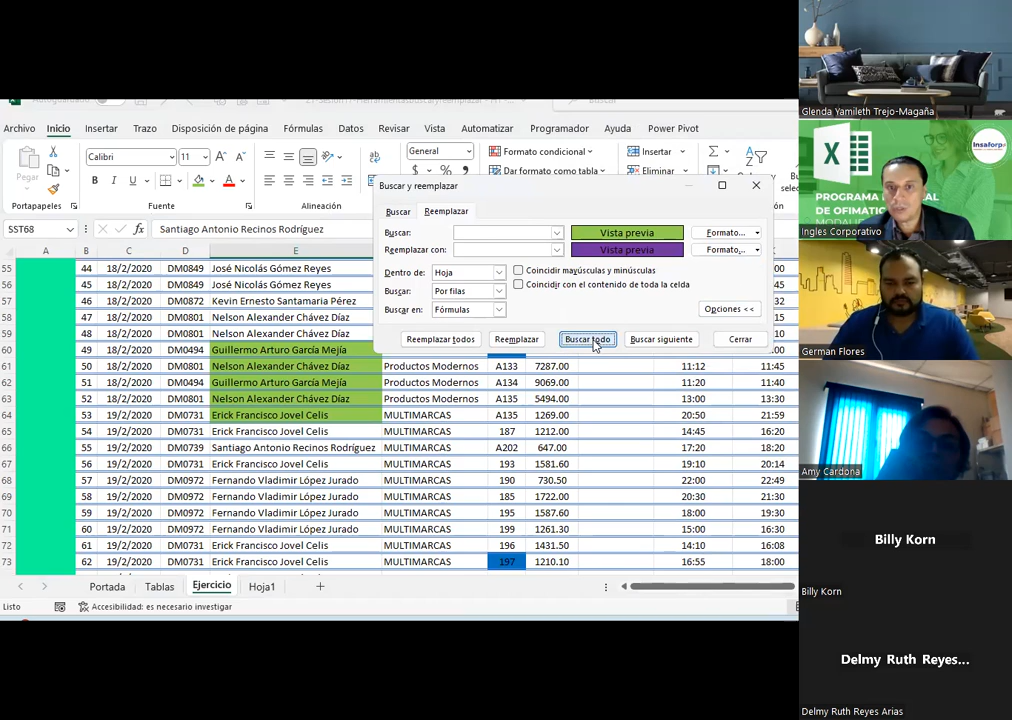 Archivo Inicio Insertar Trazo Disposición de página Fórmulas Datos Revisar Vista Automatizar Programador Ayuda Power Pivot
Pegar
Calibri 11
General
Formato condicional
Dar formato como tabla
Insertar
Eliminar
Portapapeles Fuente Alineación
SST68 fx Santiago Antonio Recinos Rodríguez
Buscar y reemplazar
Buscar Reemplazar
Buscar: Vista previa Formato...
Reemplazar con: Vista previa Formato...
Dentro de: Hoja Coincidir mayúsculas y minúsculas
Buscar: Por filas Coincidir con el contenido de toda la celda
Buscar en: Fórmulas Opciones <<
Reemplazar todos Reemplazar Buscar todo Buscar siguiente Cerrar
A B C D E
55 44 18/2/2020 DM0849 José Nicolás Gómez Reyes
56 45 18/2/2020 DM0849 José Nicolás Gómez Reyes
57 46 18/2/2020 DM0872 Kevin Ernesto Santamaria Pérez
58 47 18/2/2020 DM0801 Nelson Alexander Chávez Díaz
59 48 18/2/2020 DM0801 Nelson Alexander Chávez Díaz
60 49 18/2/2020 DM0494 Guillermo Arturo García Mejía
61 50 18/2/2020 DM0801 Nelson Alexander Chávez Díaz Productos Modernos A133 7287.00 11:12 11:45
62 51 18/2/2020 DM0494 Guillermo Arturo García Mejía Productos Modernos A134 9069.00 11:20 11:40
63 52 18/2/2020 DM0801 Nelson Alexander Chávez Díaz Productos Modernos A135 5494.00 13:00 13:30
64 53 19/2/2020 DM0731 Erick Francisco Jovel Celis MULTIMARCAS A135 1269.00 20:50 21:59
65 54 19/2/2020 DM0731 Erick Francisco Jovel Celis MULTIMARCAS 187 1212.00 14:45 16:20
66 55 19/2/2020 DM0755 Santiago Antonio Recinos Rodríguez MULTIMARCAS A202 647.00 17:20 18:20
67 56 19/2/2020 DM0731 Erick Francisco Jovel Celis MULTIMARCAS 193 1581.60 19:10 20:14
68 57 19/2/2020 DM0972 Fernando Vladimir López Jurado MULTIMARCAS 190 730.50 22:00 22:49
69 58 19/2/2020 DM0972 Fernando Vladimir López Jurado MULTIMARCAS 185 1722.00 20:30 21:30
70 59 19/2/2020 DM0972 Fernando Vladimir López Jurado MULTIMARCAS 195 1587.60 18:00 19:30
71 60 19/2/2020 DM0972 Fernando Vladimir López Jurado MULTIMARCAS 199 1261.30 15:00 16:30
72 61 19/2/2020 DM0731 Erick Francisco Jovel Celis MULTIMARCAS 196 1431.50 14:10 16:08
73 62 19/2/2020 DM0731 Erick Francisco Jovel Celis MULTIMARCAS 197 1210.10 16:55 18:00
Portada Tablas Ejercicio Hoja1
Listo Accesibilidad: es necesario investigar
Glenda Yamileth Trejo-Magaña
Insaforp
Ingles Corporativo
German Flores
Amy Cardona
Billy Korn
Billy Korn
Delmy Ruth Reyes...
Delmy Ruth Reyes Arias